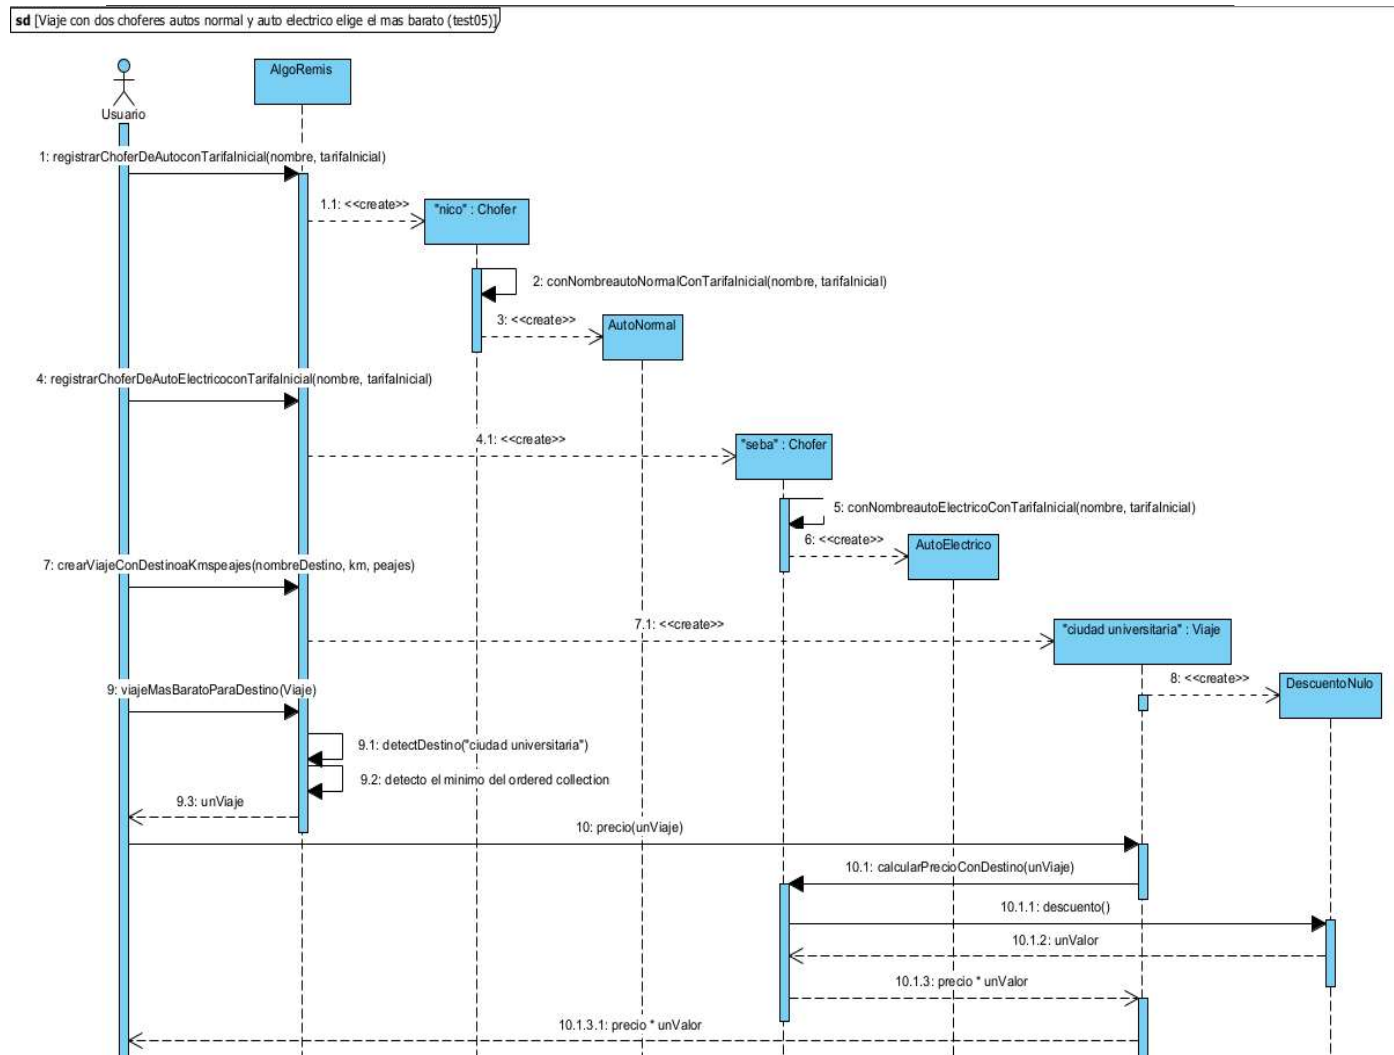 sd [Viaje con dos choferes autos normal y auto electrico elige el mas barato (test05)]
AlgoRemis
Usuario
1: registrarChoferDeAutoconTarifaInicial(nombre, tarifaInicial)
1.1: <<create>>
"nico" : Chofer
2: conNombreautoNormalConTarifaInicial(nombre, tarifaInicial)
3: <<create>>
AutoNormal
4: registrarChoferDeAutoElectricoconTarifaInicial(nombre, tarifaInicial)
4.1: <<create>>
"seba" : Chofer
5: conNombreautoElectricoConTarifaInicial(nombre, tarifaInicial)
6: <<create>>
AutoElectrico
7: crearViajeConDestinoaKmspeajes(nombreDestino, km, peajes)
7.1: <<create>>
"ciudad universitaria" : Viaje
8: <<create>>
DescuentoNulo
9: viajeMasBaratoParaDestino(Viaje)
9.1: detectDestino("ciudad universitaria")
9.2: detecto el minimo del ordered collection
9.3: unViaje
10: precio(unViaje)
10.1: calcularPrecioConDestino(unViaje)
10.1.1: descuento()
10.1.2: unValor
10.1.3: precio * unValor
10.1.3.1: precio * unValor